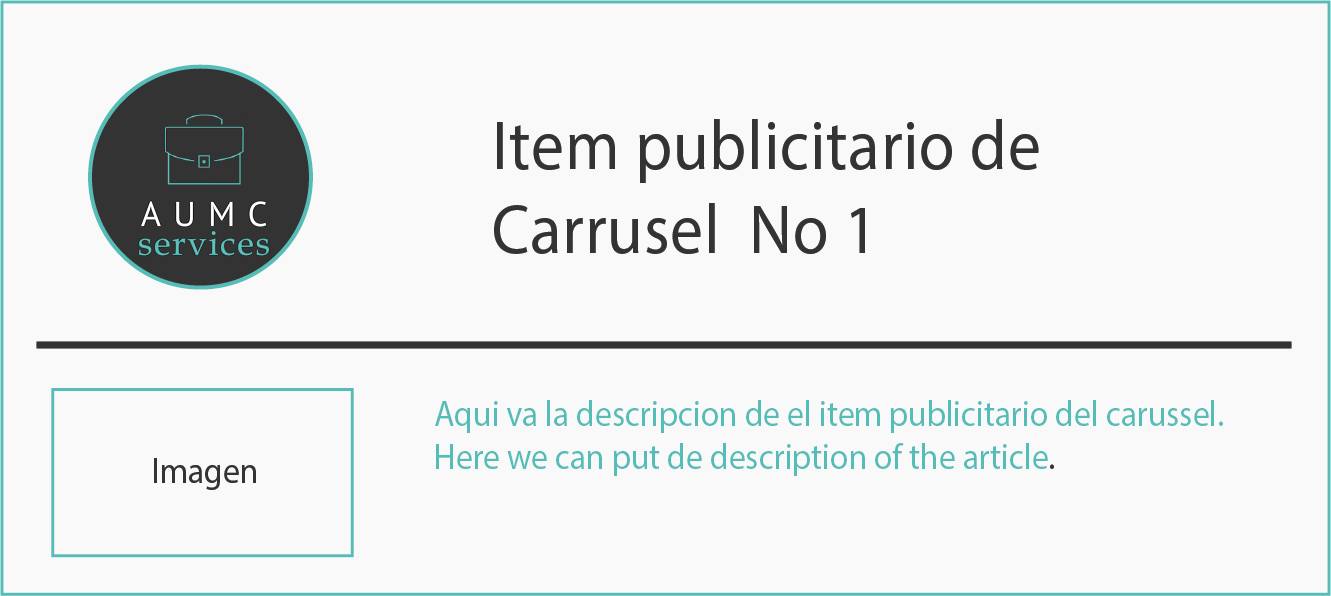 AUMC
services
Item publicitario de
Carrusel No 1
Imagen
Aqui va la descripcion de el item publicitario del carussel.
Here we can put de description of the article.